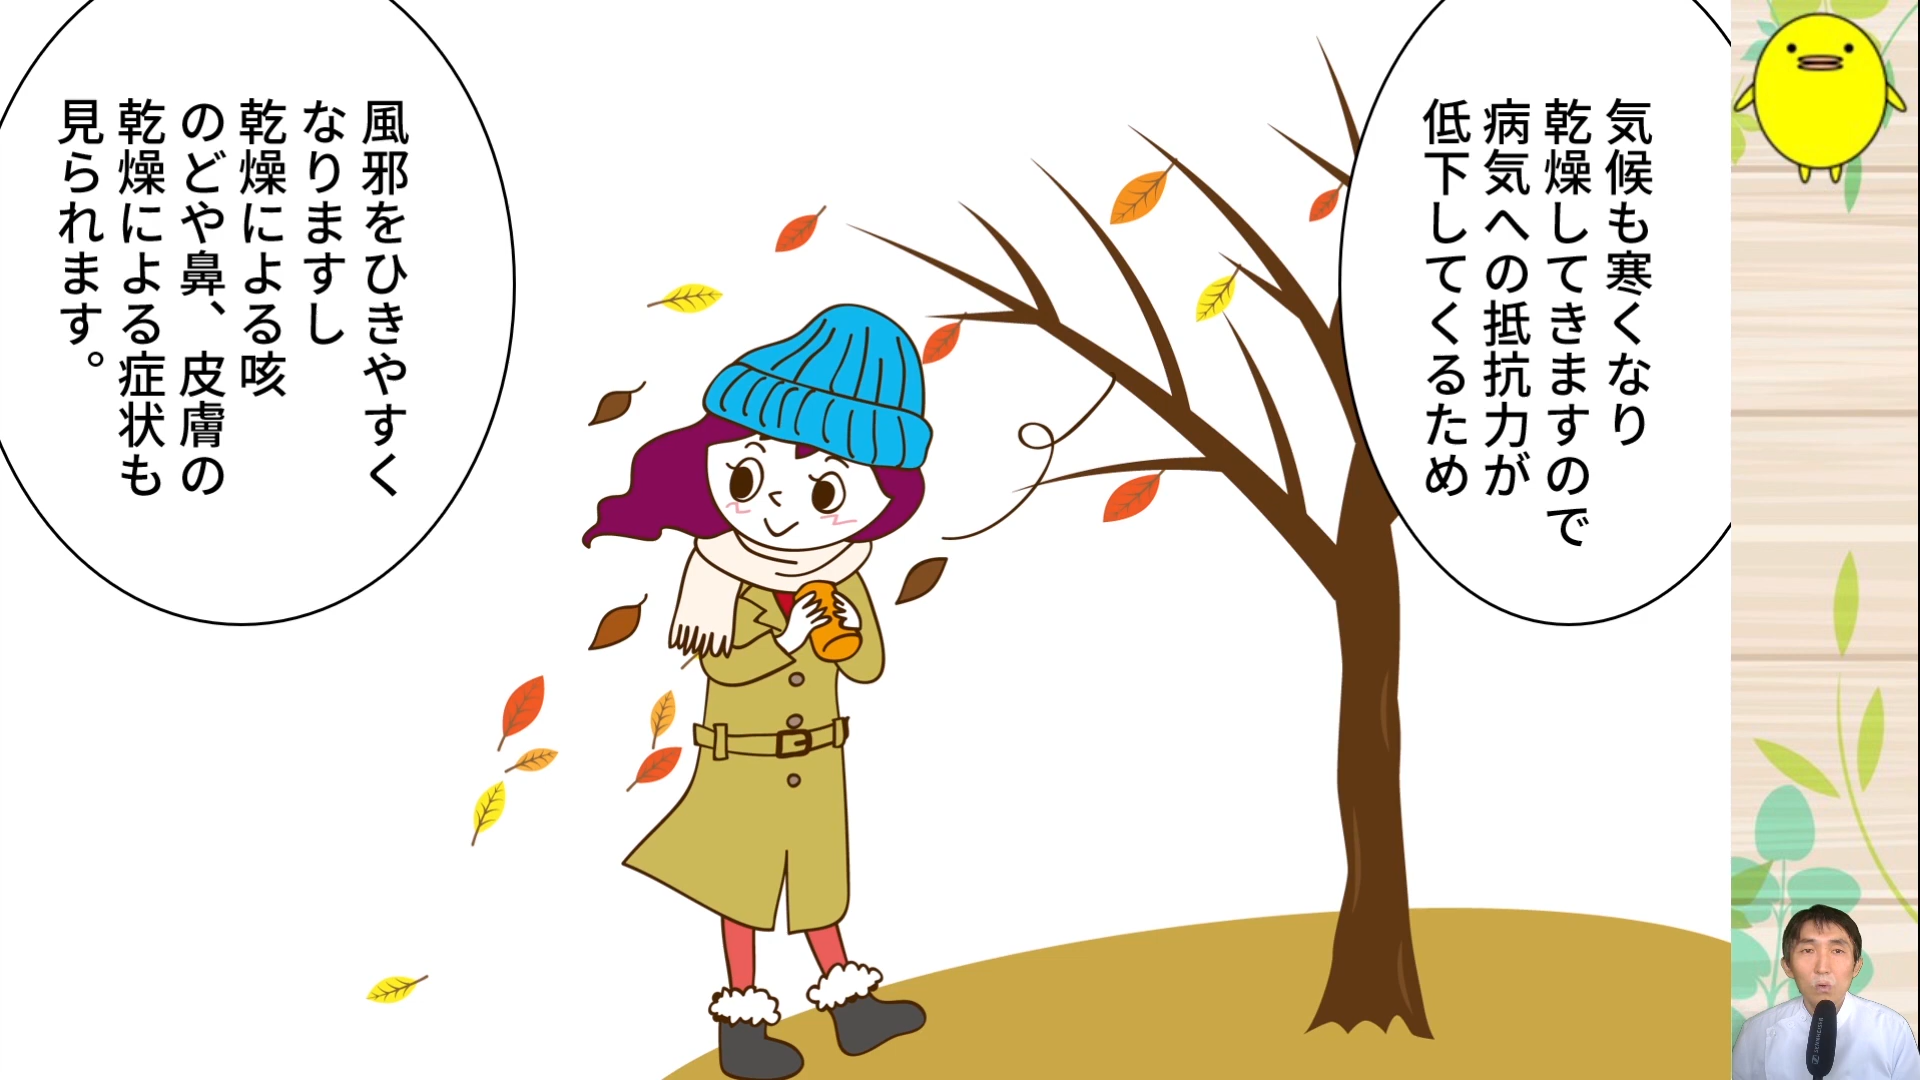 気候も寒くなり
乾燥してきますので
病気への抵抗力が
低下してくるため
風邪をひきやすく
なりますし
乾燥による咳
のどや鼻、皮膚の
乾燥による症状も
見られます。